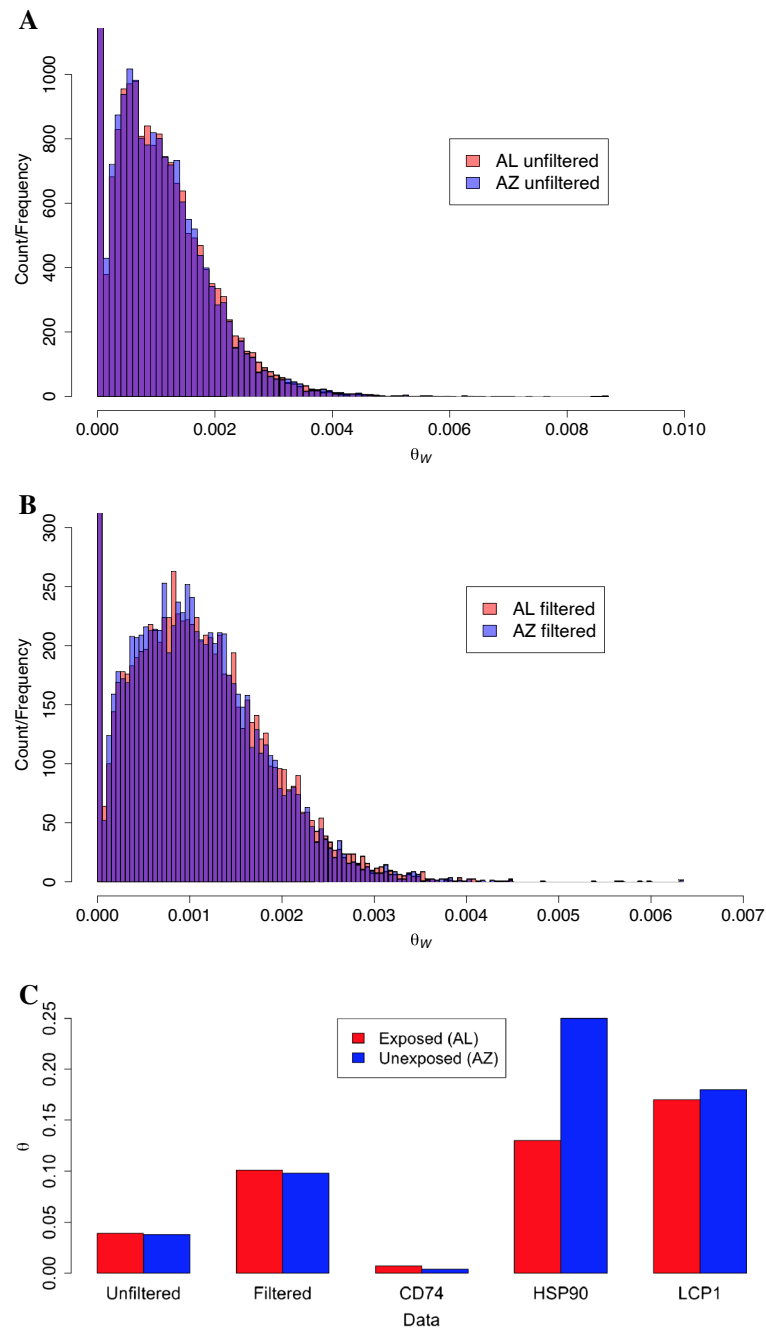 A
Count/Frequency
1000
800
600
400
200
0
AL unfiltered
AZ unfiltered
0.000 0.002 0.004 0.006 0.008 0.010
θW
B
Count/Frequency
300
250
200
150
100
50
0
AL filtered
AZ filtered
0.000 0.001 0.002 0.003 0.004 0.005 0.006 0.007
θW
C
θ
0.25
0.20
0.15
0.10
0.05
0.00
Exposed (AL)
Unexposed (AZ)
Unfiltered Filtered CD74 HSP90 LCP1
Data